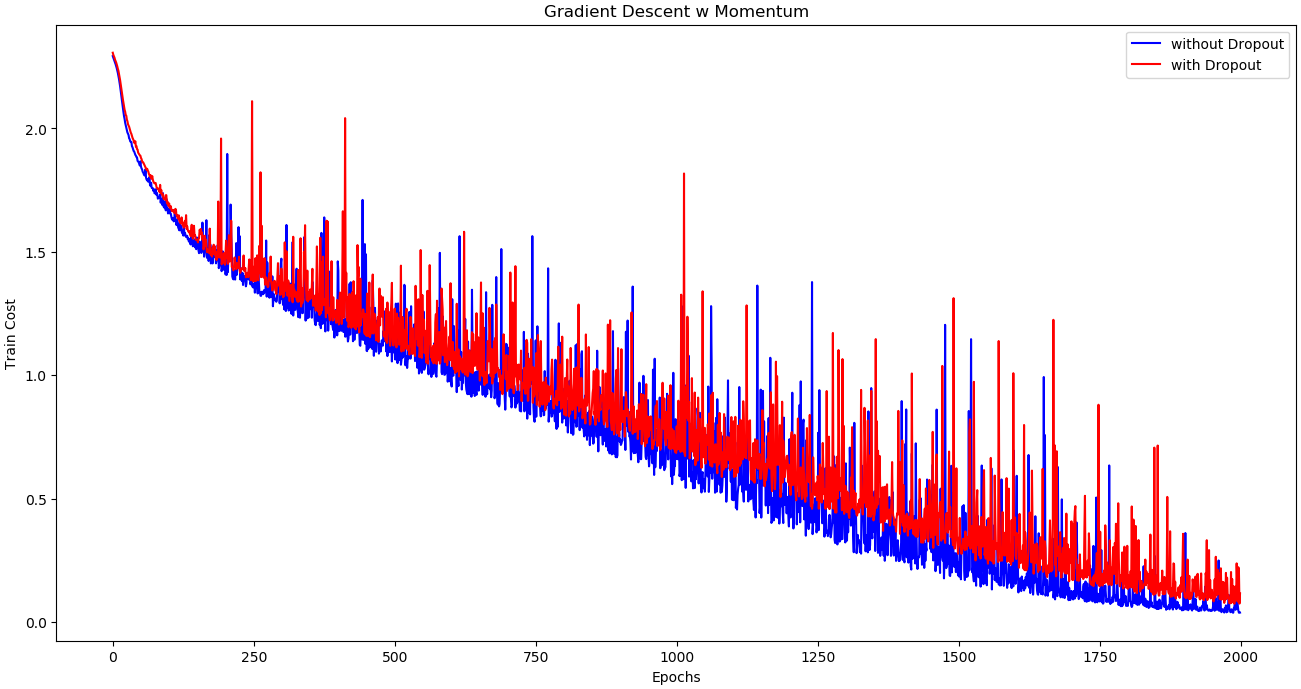 Gradient Descent w Momentum
without Dropout
with Dropout
Train Cost
2.0
1.5
1.0
0.5
0.0
0 250 500 750 1000 1250 1500 1750 2000
Epochs